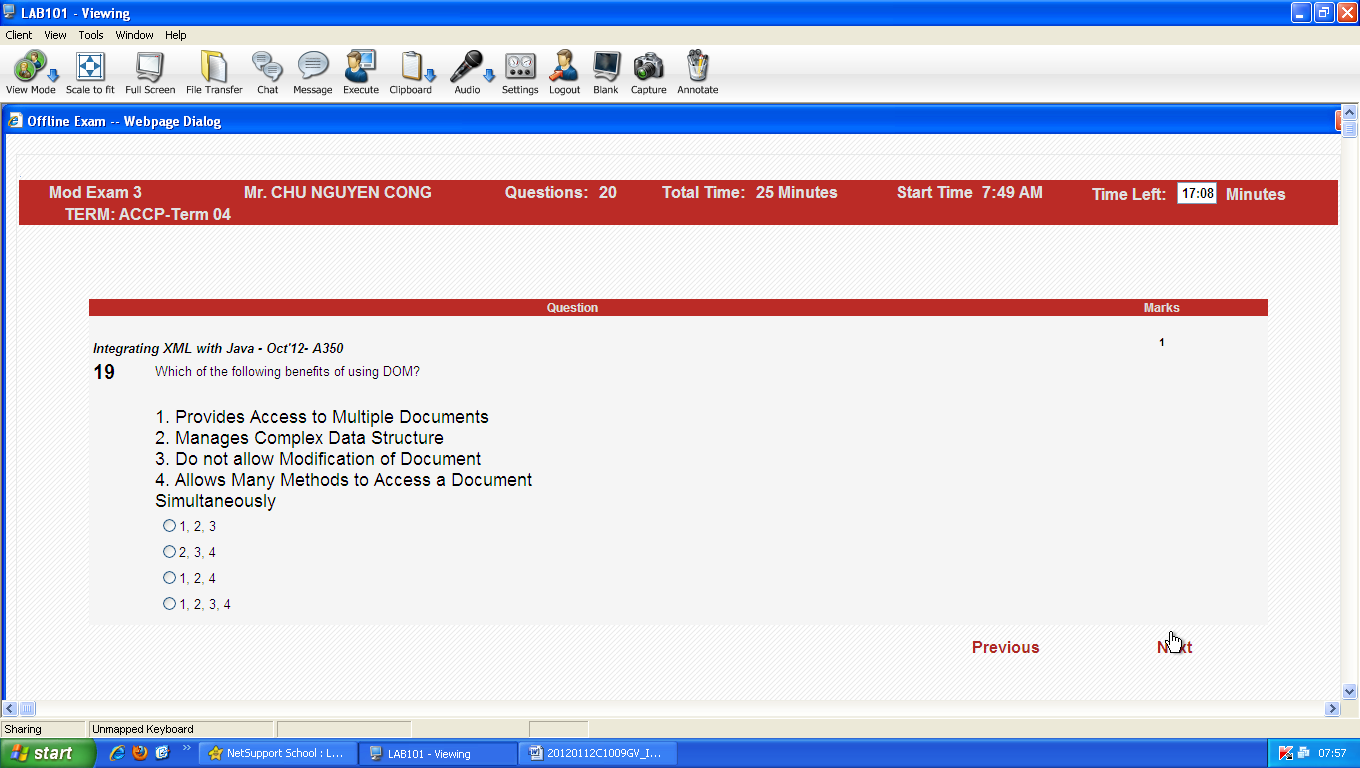 LAB101 - Viewing
Client View Tools Window Help
View Mode Scale to fit Full Screen File Transfer Chat Message Execute Clipboard Audio Settings Logout Blank Capture Annotate
Offline Exam -- Webpage Dialog
Mod Exam 3 Mr. CHU NGUYEN CONG Questions: 20 Total Time: 25 Minutes Start Time 7:49 AM Time Left: 17:08 Minutes
TERM: ACCP-Term 04
Question Marks
Integrating XML with Java - Oct'12- A350 1
19 Which of the following benefits of using DOM?
1. Provides Access to Multiple Documents
2. Manages Complex Data Structure
3. Do not allow Modification of Document
4. Allows Many Methods to Access a Document
Simultaneously
1, 2, 3
2, 3, 4
1, 2, 4
1, 2, 3, 4
Previous Next
Sharing Unmapped Keyboard
start NetSupport School : L... LAB101 - Viewing 20120112C1009GV_I... 07:57